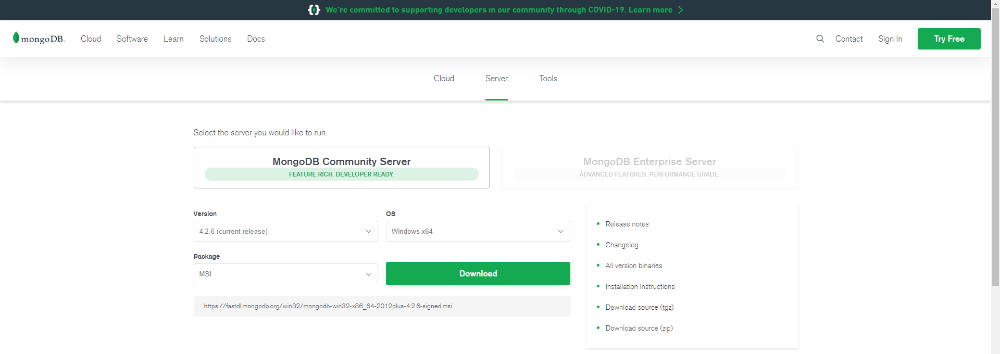 We're committed to supporting developers in our community through COVID-19. Learn more
mongoDB. Cloud Software Learn Solutions Docs Contact Sign In Try Free
Cloud Server Tools
Select the server you would like to run:
MongoDB Community Server
FEATURE RICH. DEVELOPER READY.
MongoDB Enterprise Server
ADVANCED FEATURES. PERFORMANCE GRADE.
Version
4.2.6 (current release)
OS
Windows x64
Package
MSI
Download
https://fastdl.mongodb.org/win32/mongodb-win32-x86_64-2012plus-4.2.6-signed.msi
Release notes
Changelog
All version binaries
Installation instructions
Download source (tgz)
Download source (zip)